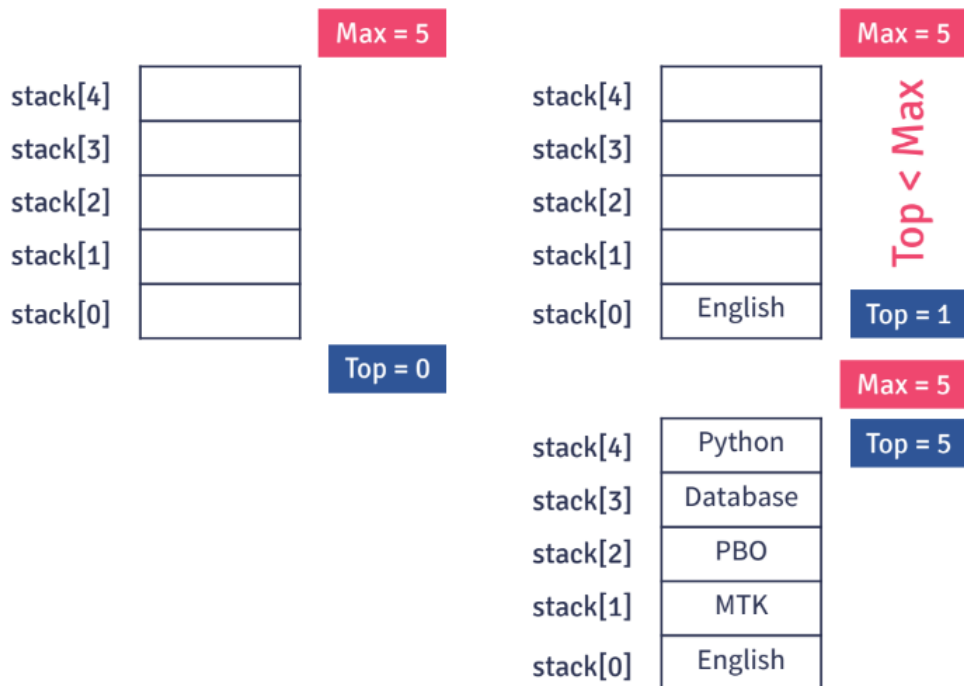 Max = 5
stack[4]
stack[3]
stack[2]
stack[1]
stack[0]
Top = 0
Max = 5
stack[4]
stack[3]
stack[2]
stack[1]
stack[0] English
Top < Max
Top = 1
Max = 5
stack[4] Python Top = 5
stack[3] Database
stack[2] PBO
stack[1] MTK
stack[0] English